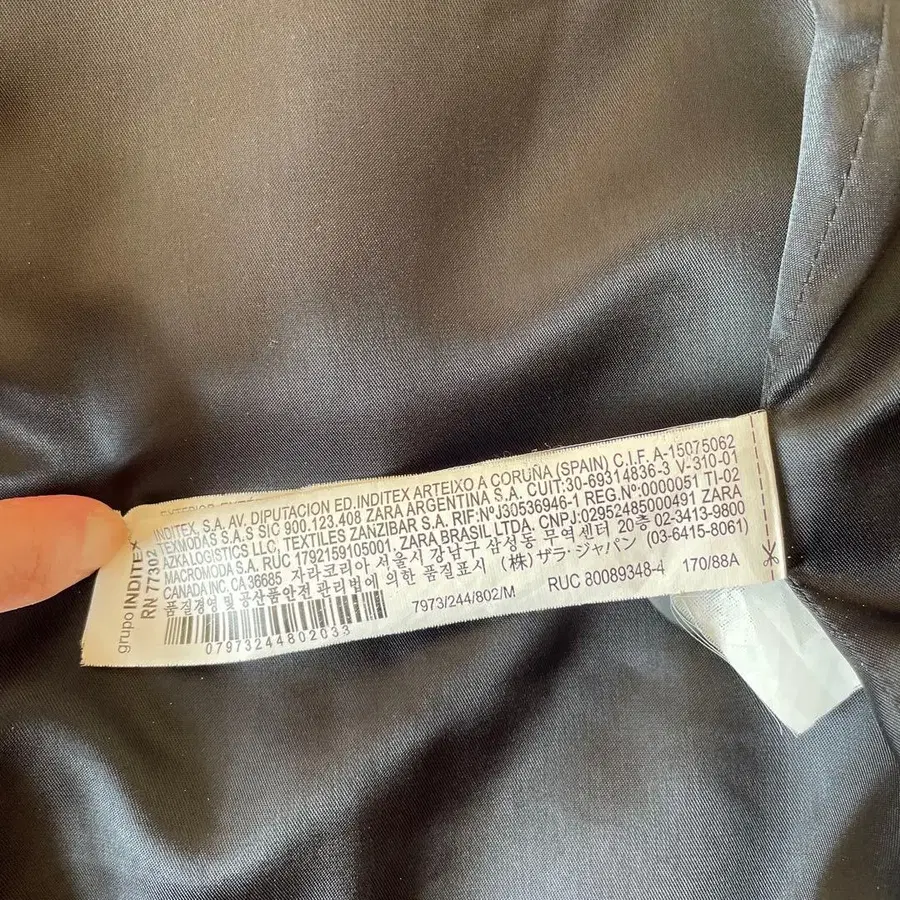 grupo INDITEX
RN 77302
INDITEX, S.A. AV. DIPUTACION ED.INDITEX ARTEIXO A CORUÑA (SPAIN) C.I.F. A-15075062
TEXMODAS S.A.S SIC 900.123.408 ZARA ARGENTINA S.A. CUIT:30-69314836-3 V-310-01
AZKA LOGISTICS LLC, TEXTILES ZANZIBAR S.A. RIF:NºJ30536946-1 REG.Nº:0000051 TI-02
MACROMODA S.A. RUC 1792159105001. ZARA BRASIL LTDA. CNPJ:02952485000491 ZARA
CANADA INC. CA 36685 자라코리아 서울시 강남구 삼성동 무역센터 20층 02-3413-9800
품질경영 및 공산품안전 관리법에 의한 품질표시 (株) ザラ・ジャパン (03-6415-8061)
7973/244/802/M RUC 80089348-4 170/88A
07973244802033